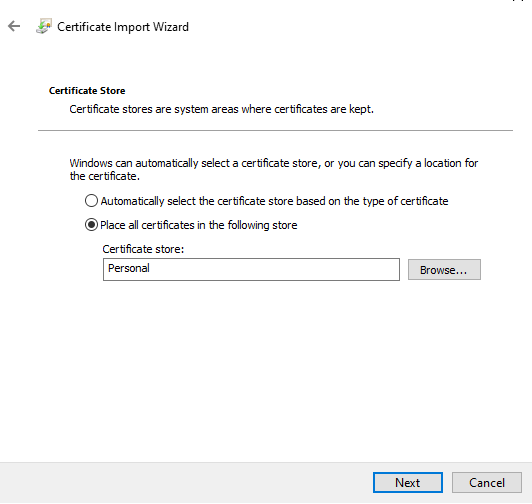 Certificate Import Wizard
Certificate Store
Certificate stores are system areas where certificates are kept.
Windows can automatically select a certificate store, or you can specify a location for
the certificate.
Automatically select the certificate store based on the type of certificate
Place all certificates in the following store
Certificate store:
Personal
Browse...
Next
Cancel